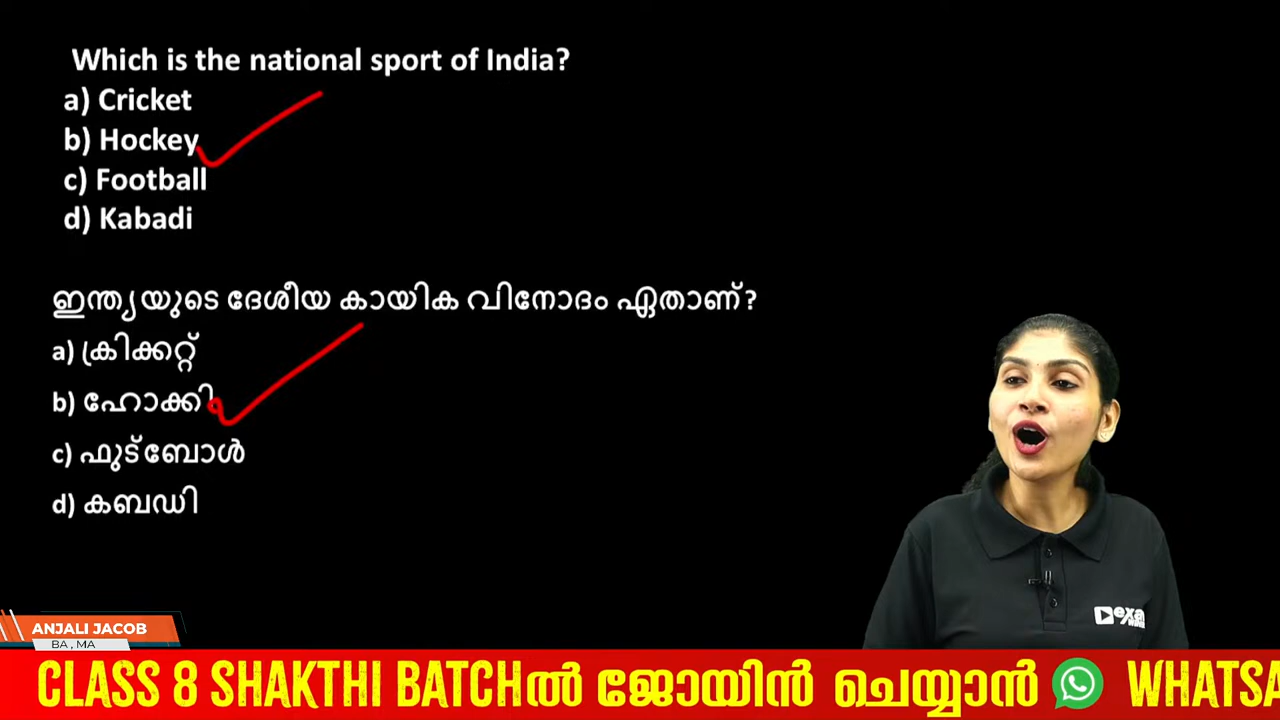 Which is the national sport of India?
a) Cricket
b) Hockey
c) Football
d) Kabadi
ഇന്ത്യയുടെ ദേശീയ കായിക വിനോദം ഏതാണ്?
a) ക്രിക്കറ്റ്
b) ഹോക്കി
c) ഫുട്ബോൾ
d) കബഡി
exa
ANJALI JACOB
BA , MA
CLASS 8 SHAKTHI BATCHൽ ജോയിൻ ചെയ്യാൻ WHATSA